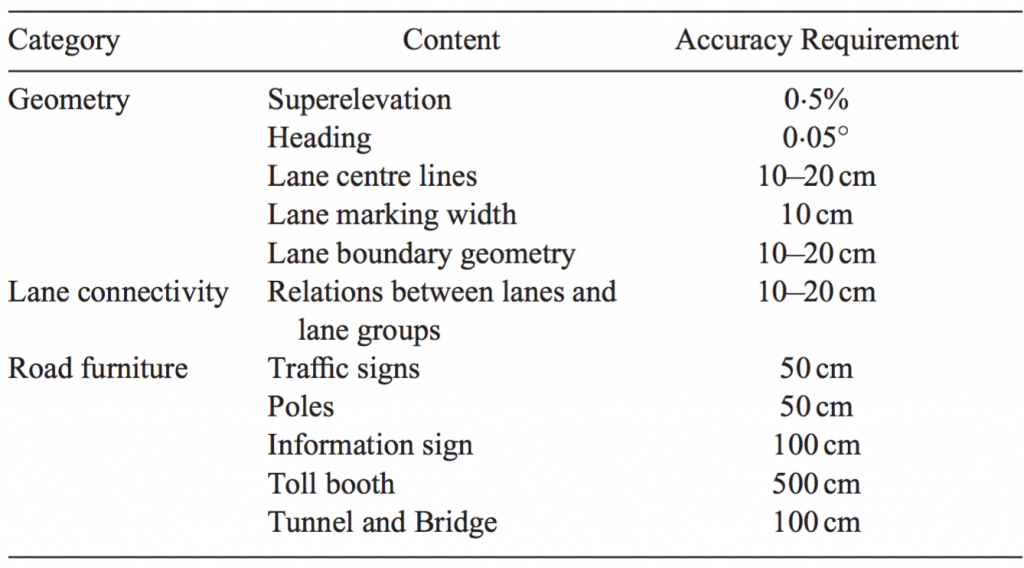 Category Content Accuracy Requirement
Geometry Superelevation 0·5%
Heading 0·05°
Lane centre lines 10–20 cm
Lane marking width 10 cm
Lane boundary geometry 10–20 cm
Lane connectivity Relations between lanes and 10–20 cm
lane groups
Road furniture Traffic signs 50 cm
Poles 50 cm
Information sign 100 cm
Toll booth 500 cm
Tunnel and Bridge 100 cm